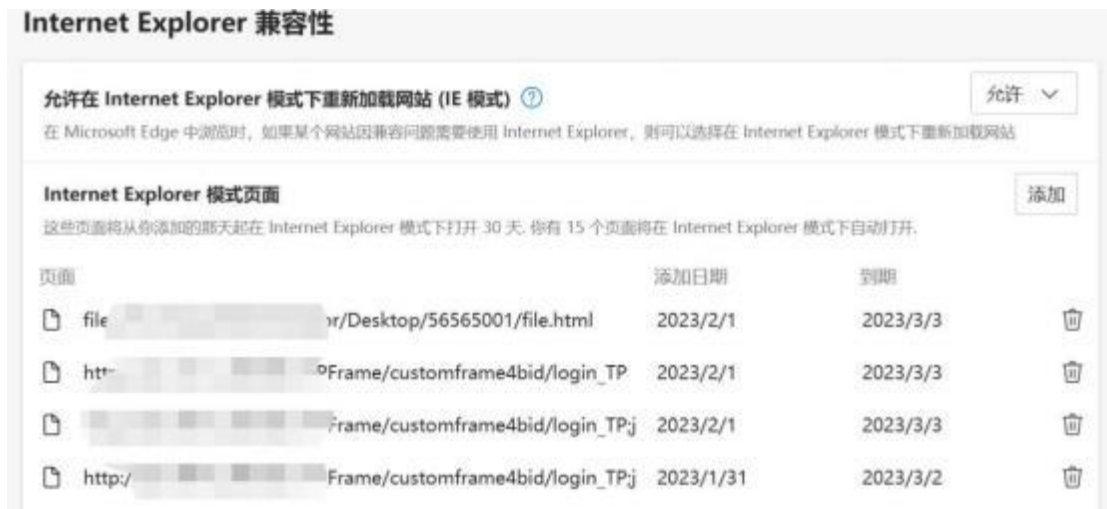 Internet Explorer 兼容性
允许在 Internet Explorer 模式下重新加载网站 (IE 模式) ?
允许
在 Microsoft Edge 中浏览时，如果某个网站因兼容问题需要使用 Internet Explorer，则可以选择在 Internet Explorer 模式下重新加载网站
Internet Explorer 模式页面
添加
这些页面将从你添加的那天起在 Internet Explorer 模式下打开 30 天. 你有 15 个页面将在 Internet Explorer 模式下自动打开.
页面 添加日期 到期
file r/Desktop/56565001/file.html 2023/2/1 2023/3/3
htt PFrame/customframe4bid/login_TP 2023/2/1 2023/3/3
Frame/customframe4bid/login_TP;j 2023/2/1 2023/3/3
http:/ Frame/customframe4bid/login_TP;j 2023/1/31 2023/3/2